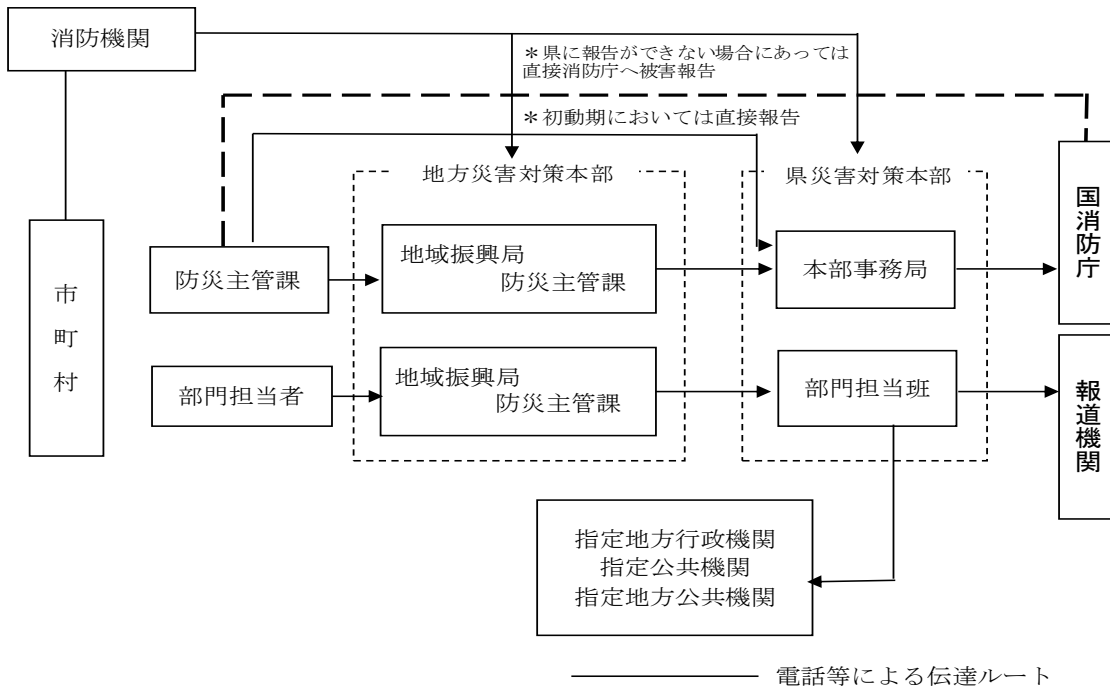 消防機関
＊県に報告ができない場合にあっては
直接消防庁へ被害報告
＊初動期においては直接報告
地方災害対策本部
県災害対策本部
国消防庁
市町村
防災主管課
地域振興局
防災主管課
本部事務局
部門担当者
地域振興局
防災主管課
部門担当班
報道機関
指定地方行政機関
指定公共機関
指定地方公共機関
電話等による伝達ルート